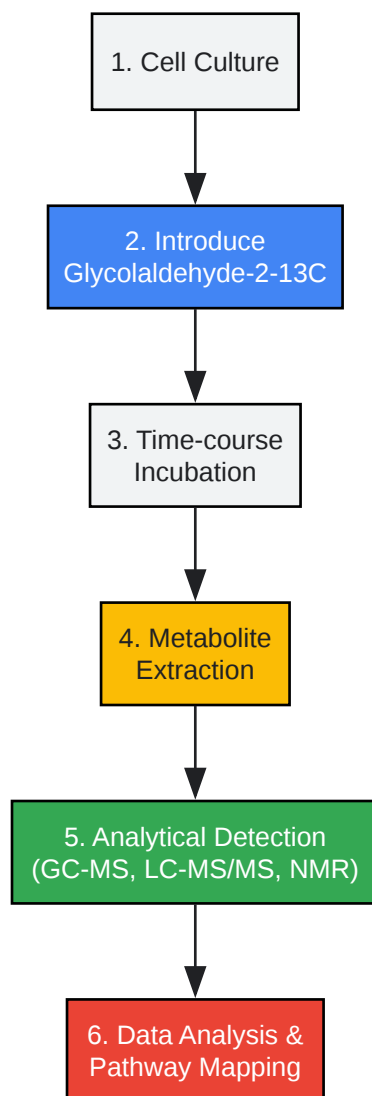 1. Cell Culture
2. Introduce
Glycolaldehyde-2-13C
3. Time-course
Incubation
4. Metabolite
Extraction
5. Analytical Detection
(GC-MS, LC-MS/MS, NMR)
6. Data Analysis &
Pathway Mapping